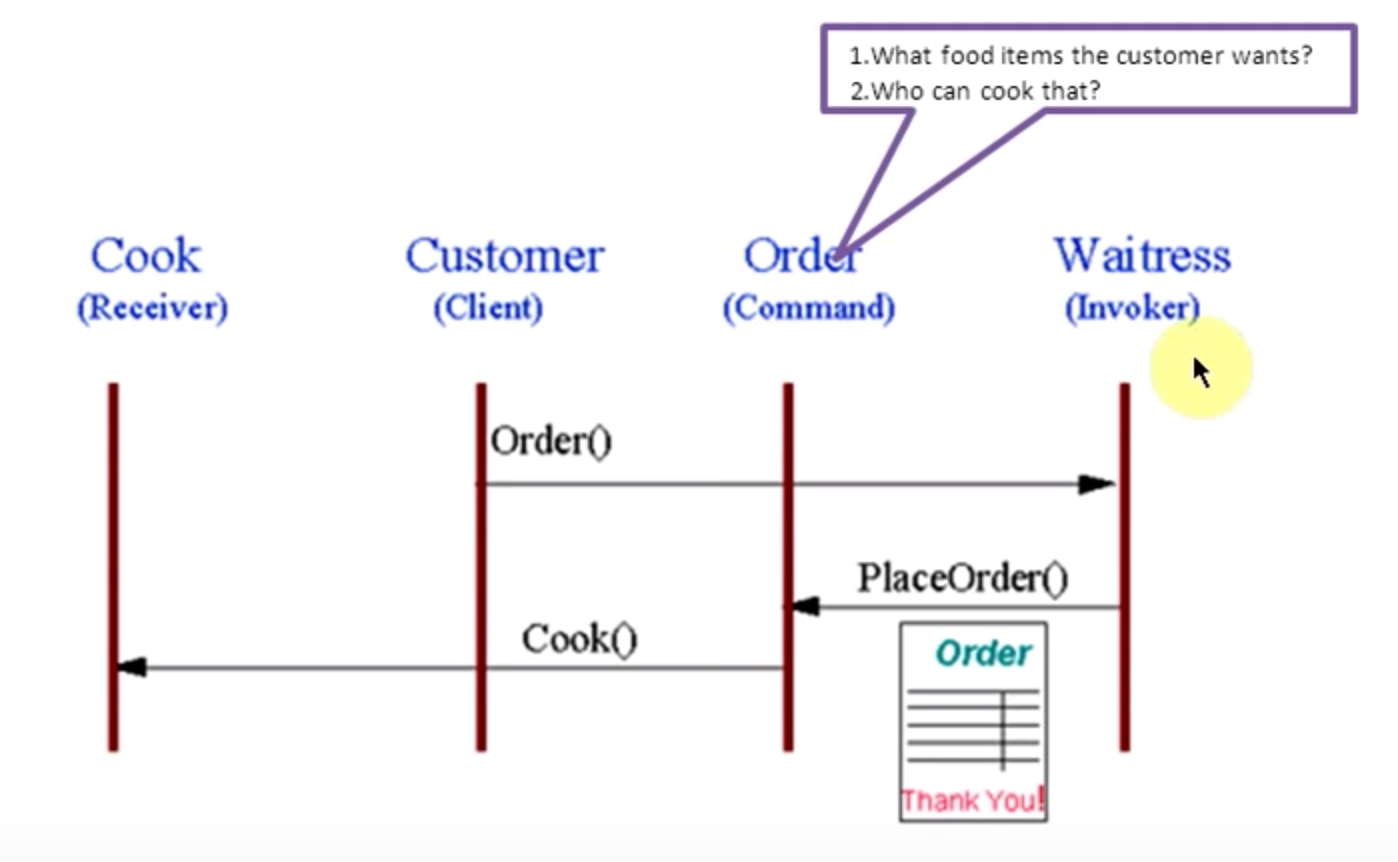 1.What food items the customer wants?
2.Who can cook that?
Cook
(Receiver)
Customer
(Client)
Order
(Command)
Waitress
(Invoker)
Order()
PlaceOrder()
Cook()
Order
Thank You!